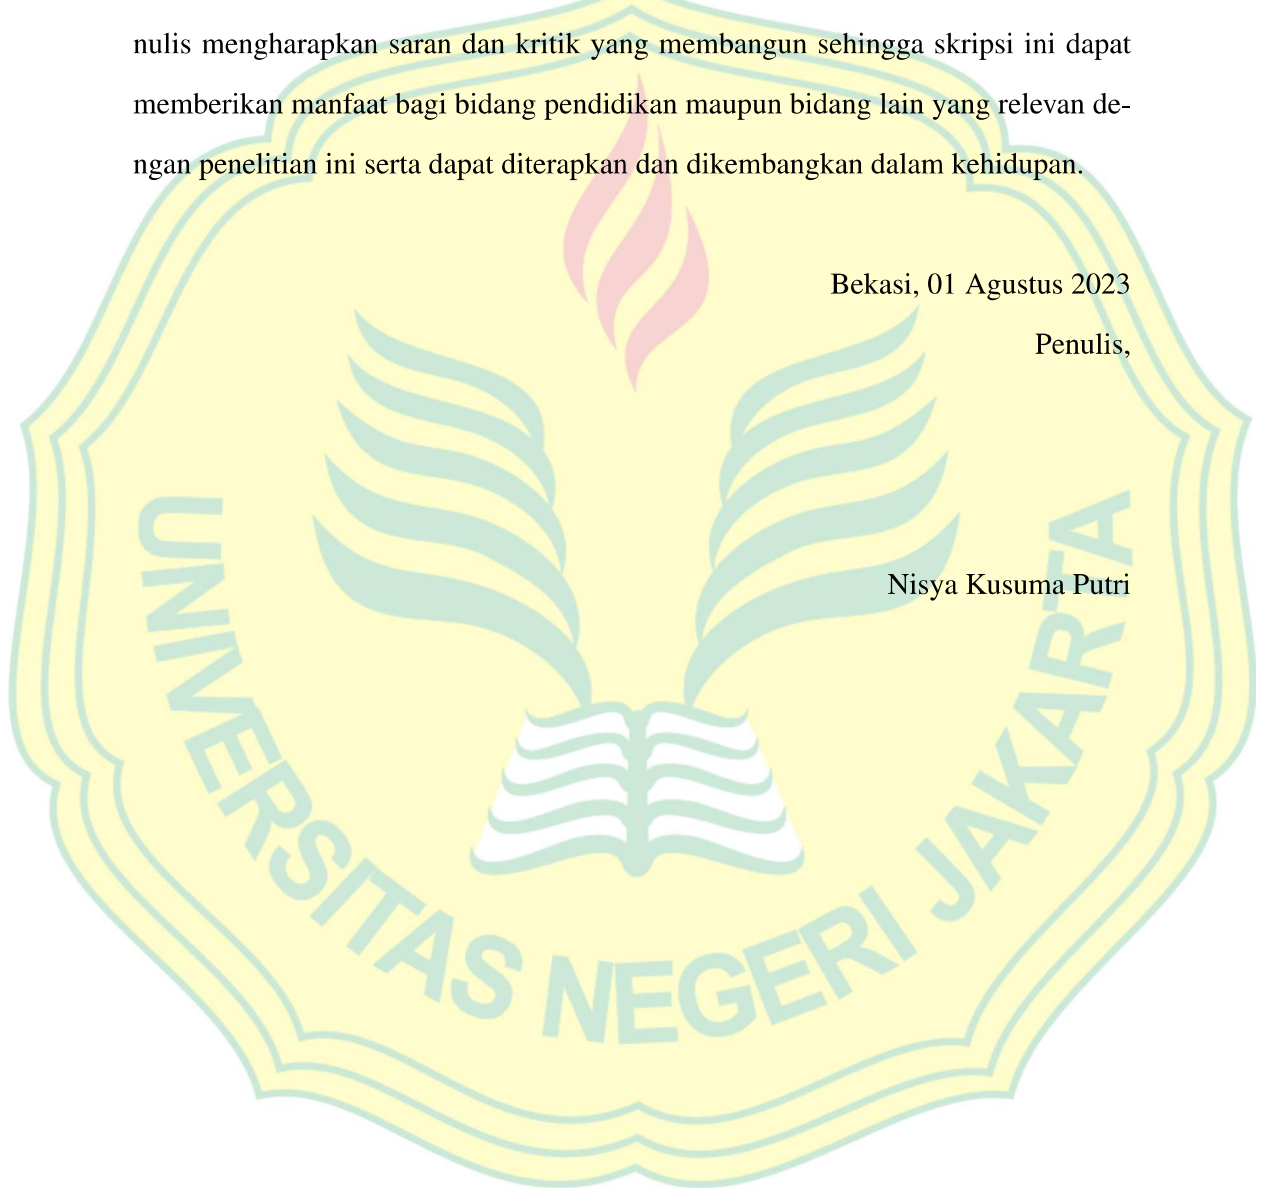 nulis mengharapkan saran dan kritik yang membangun sehingga skripsi ini dapat
memberikan manfaat bagi bidang pendidikan maupun bidang lain yang relevan de-
ngan penelitian ini serta dapat diterapkan dan dikembangkan dalam kehidupan.
Bekasi, 01 Agustus 2023
Penulis,
Nisya Kusuma Putri
UNIVERSITAS NEGERI JAKARTA